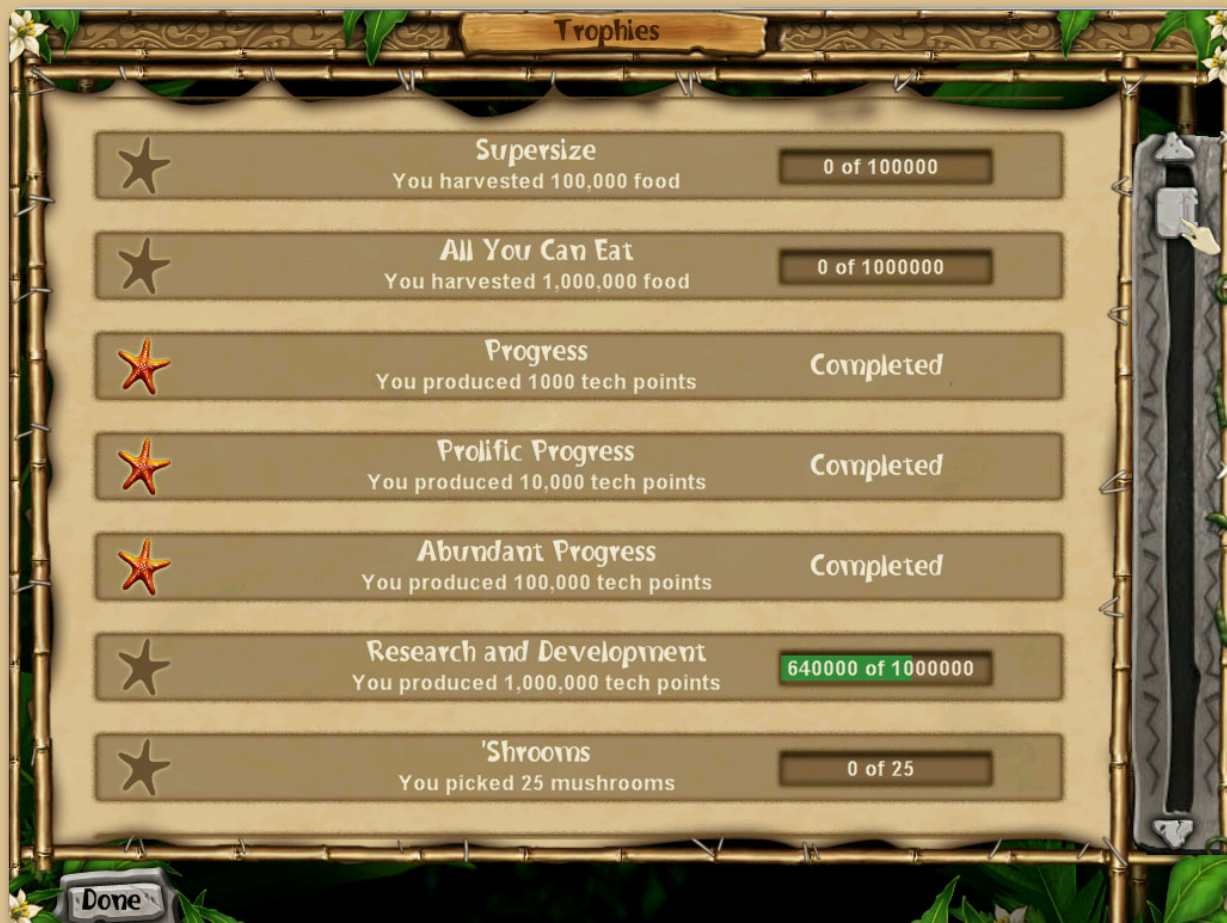 Trophies
Supersize
You harvested 100,000 food
0 of 100000
All You Can Eat
You harvested 1,000,000 food
0 of 1000000
Progress
You produced 1000 tech points
Completed
Prolific Progress
You produced 10,000 tech points
Completed
Abundant Progress
You produced 100,000 tech points
Completed
Research and Development
You produced 1,000,000 tech points
640000 of 1000000
'Shrooms
You picked 25 mushrooms
0 of 25
Done